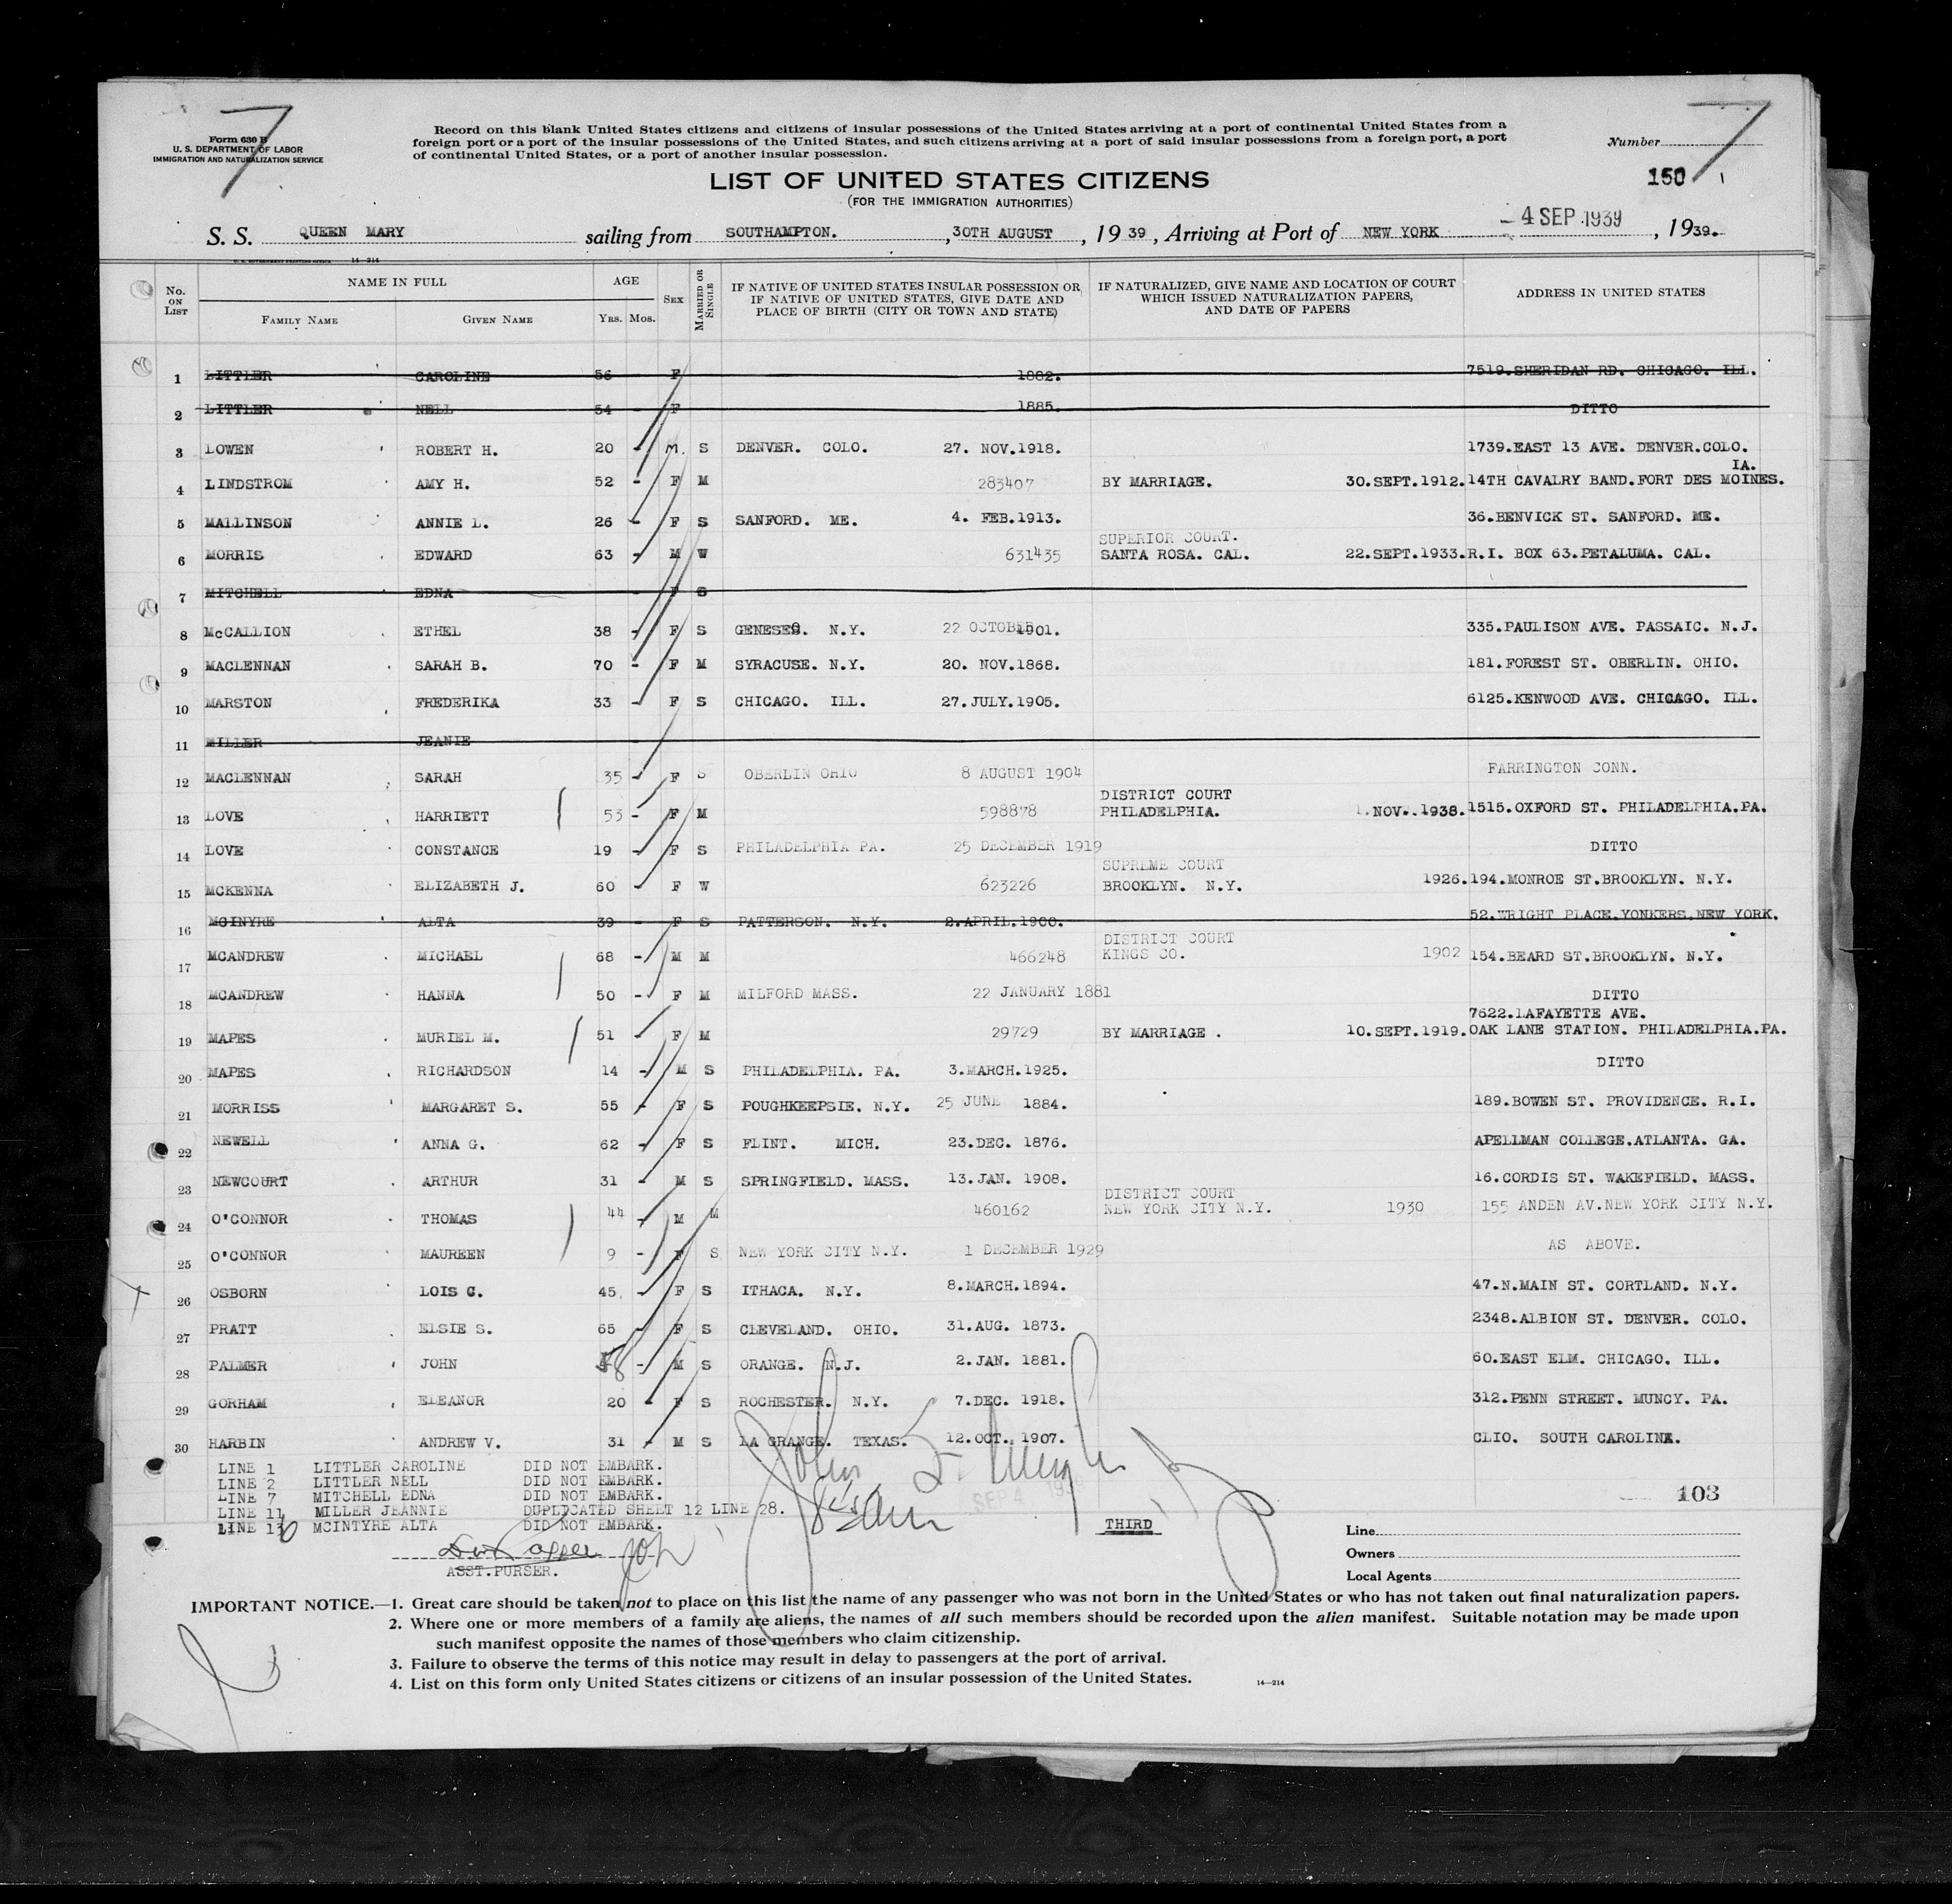 7
7
Form 630 B
U. S. DEPARTMENT OF LABOR
IMMIGRATION AND NATURALIZATION SERVICE
Record on this blank United States citizens and citizens of insular possessions of the United States arriving at a port of continental United States from a
foreign port or a port of the insular possessions of the United States, and such citizens arriving at a port of said insular possessions from a foreign port, a port
of continental United States, or a port of another insular possession.
Number
150
LIST OF UNITED STATES CITIZENS
(FOR THE IMMIGRATION AUTHORITIES)
S. S. QUEEN MARY sailing from SOUTHAMPTON. , 30TH AUGUST , 19 39 , Arriving at Port of NEW YORK - 4 SEP 1939 , 19 39.
14-214
No. ON LIST NAME IN FULL AGE SEX MARRIED OR SINGLE IF NATIVE OF UNITED STATES INSULAR POSSESSION OR IF NATIVE OF UNITED STATES, GIVE DATE AND PLACE OF BIRTH (CITY OR TOWN AND STATE) IF NATURALIZED, GIVE NAME AND LOCATION OF COURT WHICH ISSUED NATURALIZATION PAPERS, AND DATE OF PAPERS ADDRESS IN UNITED STATES
FAMILY NAME GIVEN NAME YRS. MOS.
1 LITTLER CAROLINE 56 F 1882. 7519.SHERIDAN RD. CHICAGO. ILL.
2 LITTLER NELL 54 - F 1885. DITTO
3 LOWEN ROBERT H. 20 - M. S DENVER. COLO. 27. NOV.1918. 1739.EAST 13 AVE. DENVER.COLO.
IA.
4 LINDSTROM AMY H. 52 - F M 283407 BY MARRIAGE. 30.SEPT.1912. 14TH CAVALRY BAND.FORT DES MOINES.
5 MALLINSON ANNIE L. 26 - F S SANFORD. ME. 4. FEB.1913. 36.BENVICK ST. SANFORD. ME.
SUPERIOR COURT.
6 MORRIS EDWARD 63 - M W 631435 SANTA ROSA. CAL. 22.SEPT.1933. R.I. BOX 63.PETALUMA. CAL.
7 MITCHELL EDNA F S
8 McCALLION ETHEL 38 - F S GENESEO. N.Y. 22 OCTOBER 1901. 335.PAULISON AVE. PASSAIC. N.J.
9 MACLENNAN SARAH B. 70 - F M SYRACUSE. N.Y. 20. NOV.1868. 181.FOREST ST. OBERLIN. OHIO.
10 MARSTON FREDERIKA 33 - F S CHICAGO. ILL. 27.JULY.1905. 6125.KENWOOD AVE. CHICAGO. ILL.
11 MILLER JEANIE
12 MACLENNAN SARAH 35 - F S OBERLIN OHIO 8 AUGUST 1904 FARRINGTON CONN.
DISTRICT COURT
13 LOVE HARRIETT 53 - F M 598878 PHILADELPHIA. 1.NOV..1938. 1515.OXFORD ST. PHILADELPHIA.PA.
14 LOVE CONSTANCE 19 - F S PHILADELPHIA PA. 25 DECEMBER 1919 DITTO
SUPREME COURT
15 MCKENNA ELIZABETH J. 60 - F W 623226 BROOKLYN. N.Y. 1926. 194.MONROE ST.BROOKLYN. N.Y.
16 MCINYRE ALTA 39 - F S PATTERSON. N.Y. 2.APRIL.1900. 52.WRIGHT PLACE.YONKERS.NEW YORK.
DISTRICT COURT
17 MCANDREW MICHAEL 68 - M M 466248 KINGS CO. 1902 154.BEARD ST.BROOKLYN. N.Y.
18 MCANDREW HANNA 50 - F M MILFORD MASS. 22 JANUARY 1881 DITTO
7622.LAFAYETTE AVE.
19 MAPES MURIEL M. 51 - F M 29729 BY MARRIAGE . 10.SEPT.1919. OAK LANE STATION. PHILADELPHIA.PA.
20 MAPES RICHARDSON 14 - M S PHILADELPHIA. PA. 3.MARCH.1925. DITTO
21 MORRISS MARGARET S. 55 - F S POUGHKEEPSIE. N.Y. 25 JUNE 1884. 189.BOWEN ST. PROVIDENCE. R.I.
22 NEWELL ANNA G. 62 - F S FLINT. MICH. 23.DEC. 1876. APELLMAN COLLEGE.ATLANTA. GA.
23 NEWCOURT ARTHUR 31 - M S SPRINGFIELD. MASS. 13.JAN. 1908. 16.CORDIS ST. WAKEFIELD. MASS.
DISTRICT COURT
24 O'CONNOR THOMAS 44 - M M 460162 NEW YORK CITY N.Y. 1930 155 ANDEN AV.NEW YORK CITY N.Y.
25 O'CONNOR MAUREEN 9 - F S NEW YORK CITY N.Y. 1 DECEMBER 1929 AS ABOVE.
26 OSBORN LOIS C. 45 - F S ITHACA. N.Y. 8.MARCH.1894. 47.N.MAIN ST. CORTLAND. N.Y.
27 PRATT ELSIE S. 65 - F S CLEVELAND. OHIO. 31.AUG. 1873. 2348.ALBION ST. DENVER. COLO.
28 PALMER JOHN 58 - M S ORANGE. N.J. 2.JAN. 1881. 60.EAST ELM. CHICAGO. ILL.
29 GORHAM ELEANOR 20 - F S ROCHESTER. N.Y. 7.DEC. 1918. 312.PENN STREET. MUNCY. PA.
30 HARBIN ANDREW V. 31 - M S LA GRANGE. TEXAS. 12.OCT. 1907. CLIO. SOUTH CAROLINA.
LINE 1 LITTLER CAROLINE DID NOT EMBARK.
LINE 2 LITTLER NELL DID NOT EMBARK.
LINE 7 MITCHELL EDNA DID NOT EMBARK.
LINE 11 MILLER JEANNIE DUPLICATED SHEET 12 LINE 28.
LINE 16 MCINTYRE ALTA DID NOT EMBARK.
SEP 4 1939
103
THIRD
ASST.PURSER.
Line
Owners
Local Agents
IMPORTANT NOTICE.—1. Great care should be taken not to place on this list the name of any passenger who was not born in the United States or who has not taken out final naturalization papers.
2. Where one or more members of a family are aliens, the names of all such members should be recorded upon the alien manifest. Suitable notation may be made upon
such manifest opposite the names of those members who claim citizenship.
3. Failure to observe the terms of this notice may result in delay to passengers at the port of arrival.
4. List on this form only United States citizens or citizens of an insular possession of the United States.
14-214